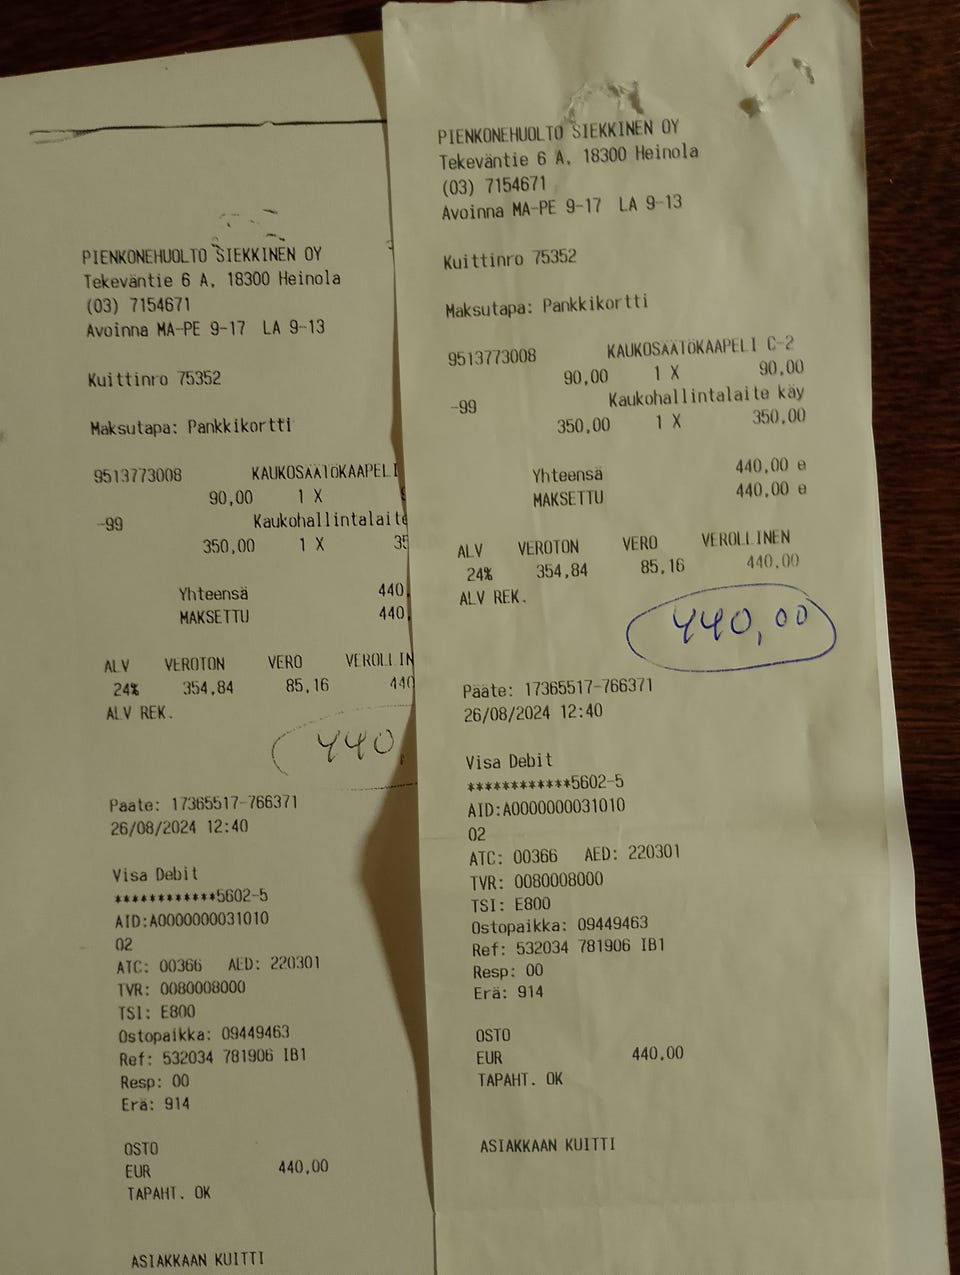 PIENKONEHUOLTO SIEKKINEN OY
Tekeväntie 6 A, 18300 Heinola
(03) 7154671
Avoinna MA-PE 9-17 LA 9-13
Kuittinro 75352
Maksutapa: Pankkikortti
9513773008 KAUKOSÄÄTÖKAAPELI
90,00 1 X
-99 Kaukohallintalaite
350,00 1 X 35
Yhteensä 440,
MAKSETTU 440,
ALV VEROTON VERO VEROLLIN
24% 354,84 85,16 440
ALV REK.
440,
Pääte: 17365517-766371
26/08/2024 12:40
Visa Debit
************5602-5
AID:A0000000031010
02
ATC: 00366 AED: 220301
TVR: 0080008000
TSI: E800
Ostopaikka: 09449463
Ref: 532034 781906 IB1
Resp: 00
Erä: 914
OSTO
EUR 440,00
TAPAHT. OK
ASIAKKAAN KUITTI
PIENKONEHUOLTO SIEKKINEN OY
Tekeväntie 6 A, 18300 Heinola
(03) 7154671
Avoinna MA-PE 9-17 LA 9-13
Kuittinro 75352
Maksutapa: Pankkikortti
9513773008 KAUKOSÄÄTÖKAAPELI C-2
90,00 1 X 90,00
-99 Kaukohallintalaite käy
350,00 1 X 350,00
Yhteensä 440,00 e
MAKSETTU 440,00 e
ALV VEROTON VERO VEROLLINEN
24% 354,84 85,16 440,00
ALV REK.
440,00
Pääte: 17365517-766371
26/08/2024 12:40
Visa Debit
************5602-5
AID:A0000000031010
02
ATC: 00366 AED: 220301
TVR: 0080008000
TSI: E800
Ostopaikka: 09449463
Ref: 532034 781906 IB1
Resp: 00
Erä: 914
OSTO
EUR 440,00
TAPAHT. OK
ASIAKKAAN KUITTI